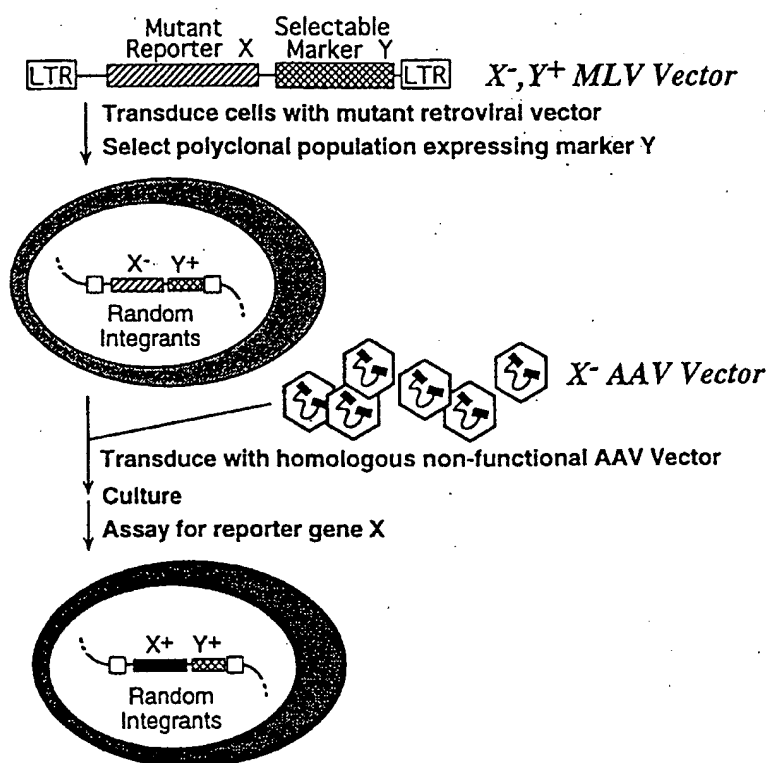 Mutant Selectable
Reporter X Marker Y
LTR LTR X-, Y+ MLV Vector
Transduce cells with mutant retroviral vector
Select polyclonal population expressing marker Y
X- Y+
Random
Integrants
X- AAV Vector
Transduce with homologous non-functional AAV Vector
Culture
Assay for reporter gene X
X+ Y+
Random
Integrants